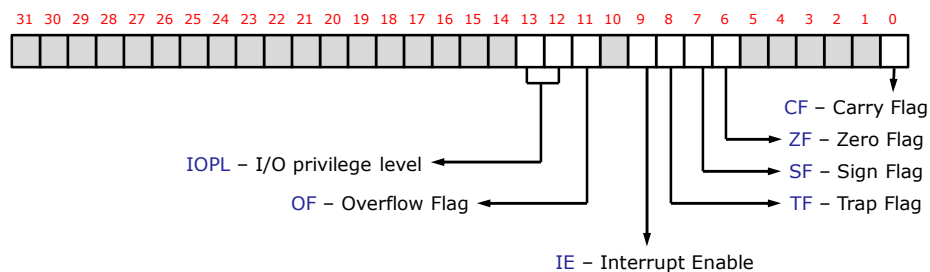 31 30 29 28 27 26 25 24 23 22 21 20 19 18 17 16 15 14 13 12 11 10 9 8 7 6 5 4 3 2 1 0
CF – Carry Flag
ZF – Zero Flag
IOPL – I/O privilege level
SF – Sign Flag
OF – Overflow Flag
TF – Trap Flag
IE – Interrupt Enable